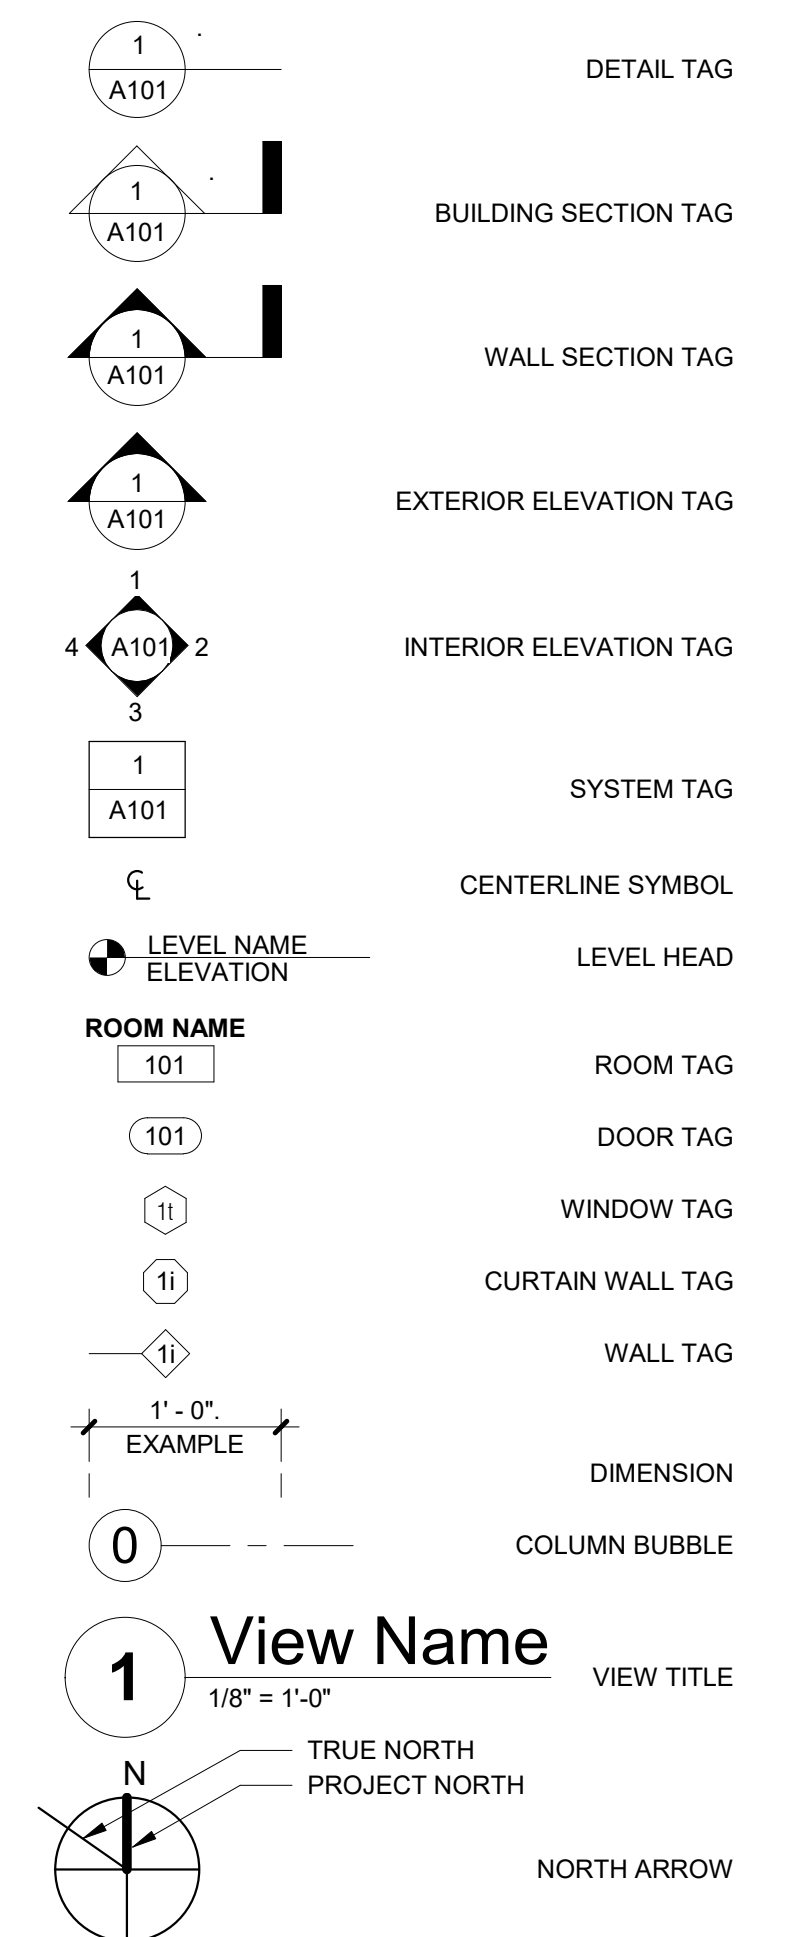 1
A101
DETAIL TAG
1
A101
BUILDING SECTION TAG
1
A101
WALL SECTION TAG
1
A101
EXTERIOR ELEVATION TAG
1
4 A101 2
3
INTERIOR ELEVATION TAG
1
A101
SYSTEM TAG
℄
CENTERLINE SYMBOL
LEVEL NAME
ELEVATION
LEVEL HEAD
ROOM NAME
101
ROOM TAG
101
DOOR TAG
1t
WINDOW TAG
1i
CURTAIN WALL TAG
1i
WALL TAG
1' - 0".
EXAMPLE
DIMENSION
0
COLUMN BUBBLE
1
View Name
1/8" = 1'-0"
VIEW TITLE
TRUE NORTH
N
PROJECT NORTH
NORTH ARROW